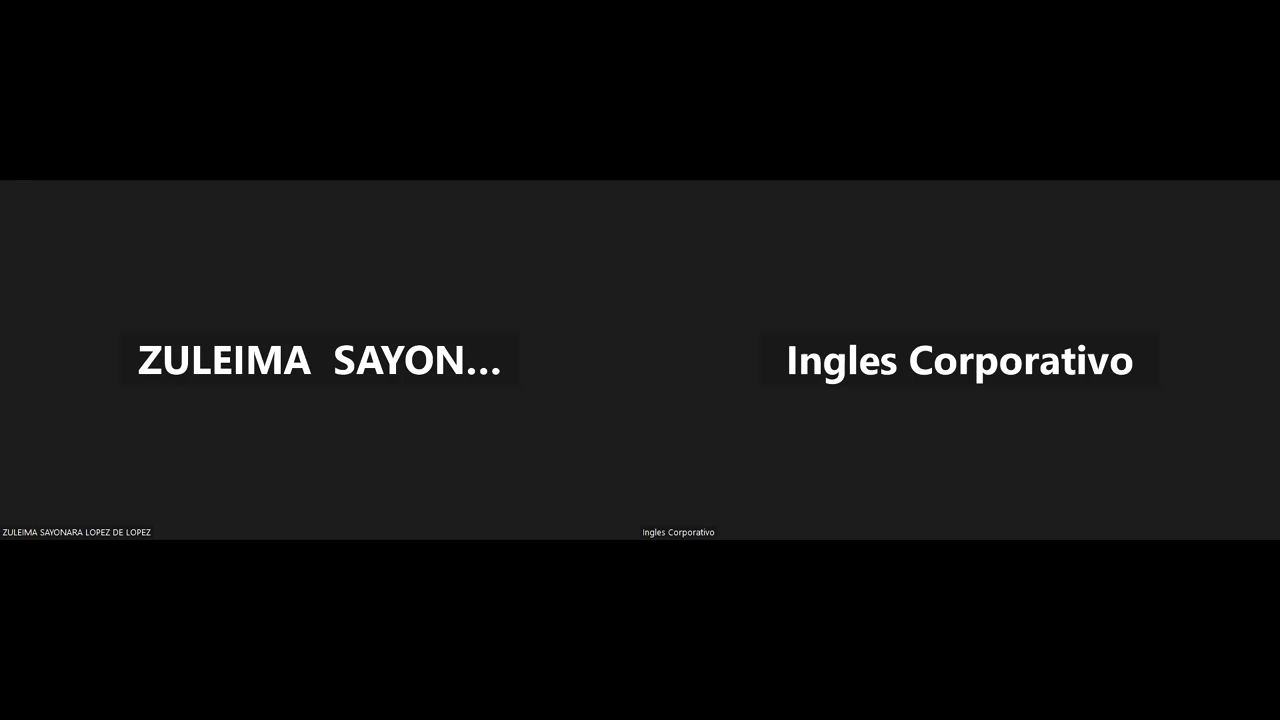 ZULEIMA  SAYON...
Ingles Corporativo
ZULEIMA SAYONARA LOPEZ DE LOPEZ
Ingles Corporativo